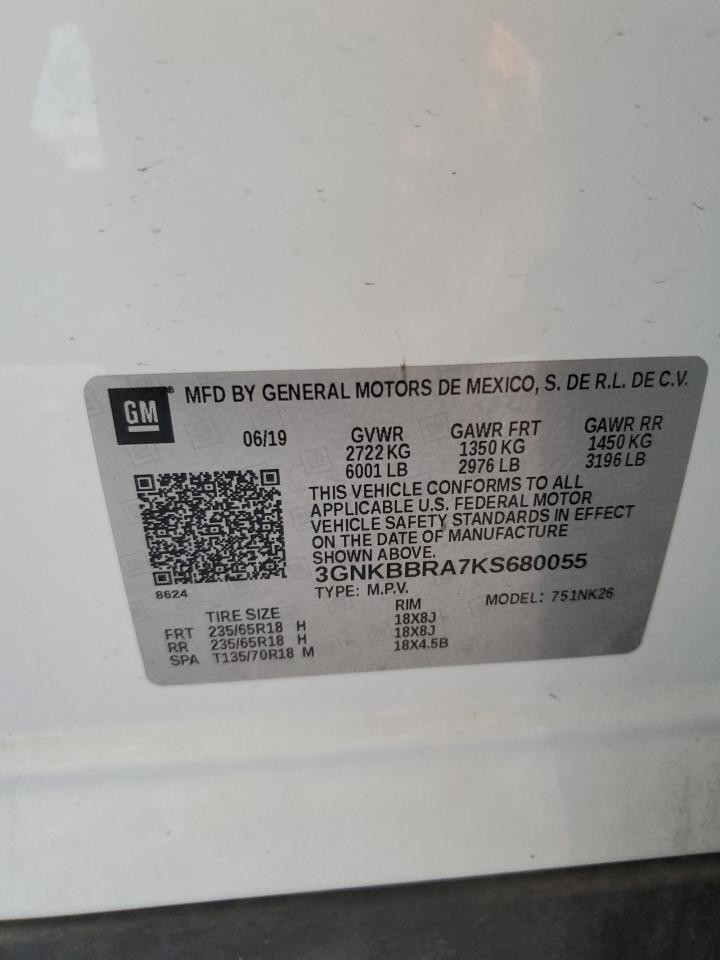 GM ® MFD BY GENERAL MOTORS DE MEXICO, S. DE R.L. DE C.V.
06/19 GVWR GAWR FRT GAWR RR
2722 KG 1350 KG 1450 KG
6001 LB 2976 LB 3196 LB
THIS VEHICLE CONFORMS TO ALL
APPLICABLE U.S. FEDERAL MOTOR
VEHICLE SAFETY STANDARDS IN EFFECT
ON THE DATE OF MANUFACTURE
SHOWN ABOVE.
3GNKBBRA7KS680055
8624
TYPE: M.P.V. MODEL: 751NK26
TIRE SIZE RIM
FRT 235/65R18 H 18X8J
RR 235/65R18 H 18X8J
SPA T135/70R18 M 18X4.5B